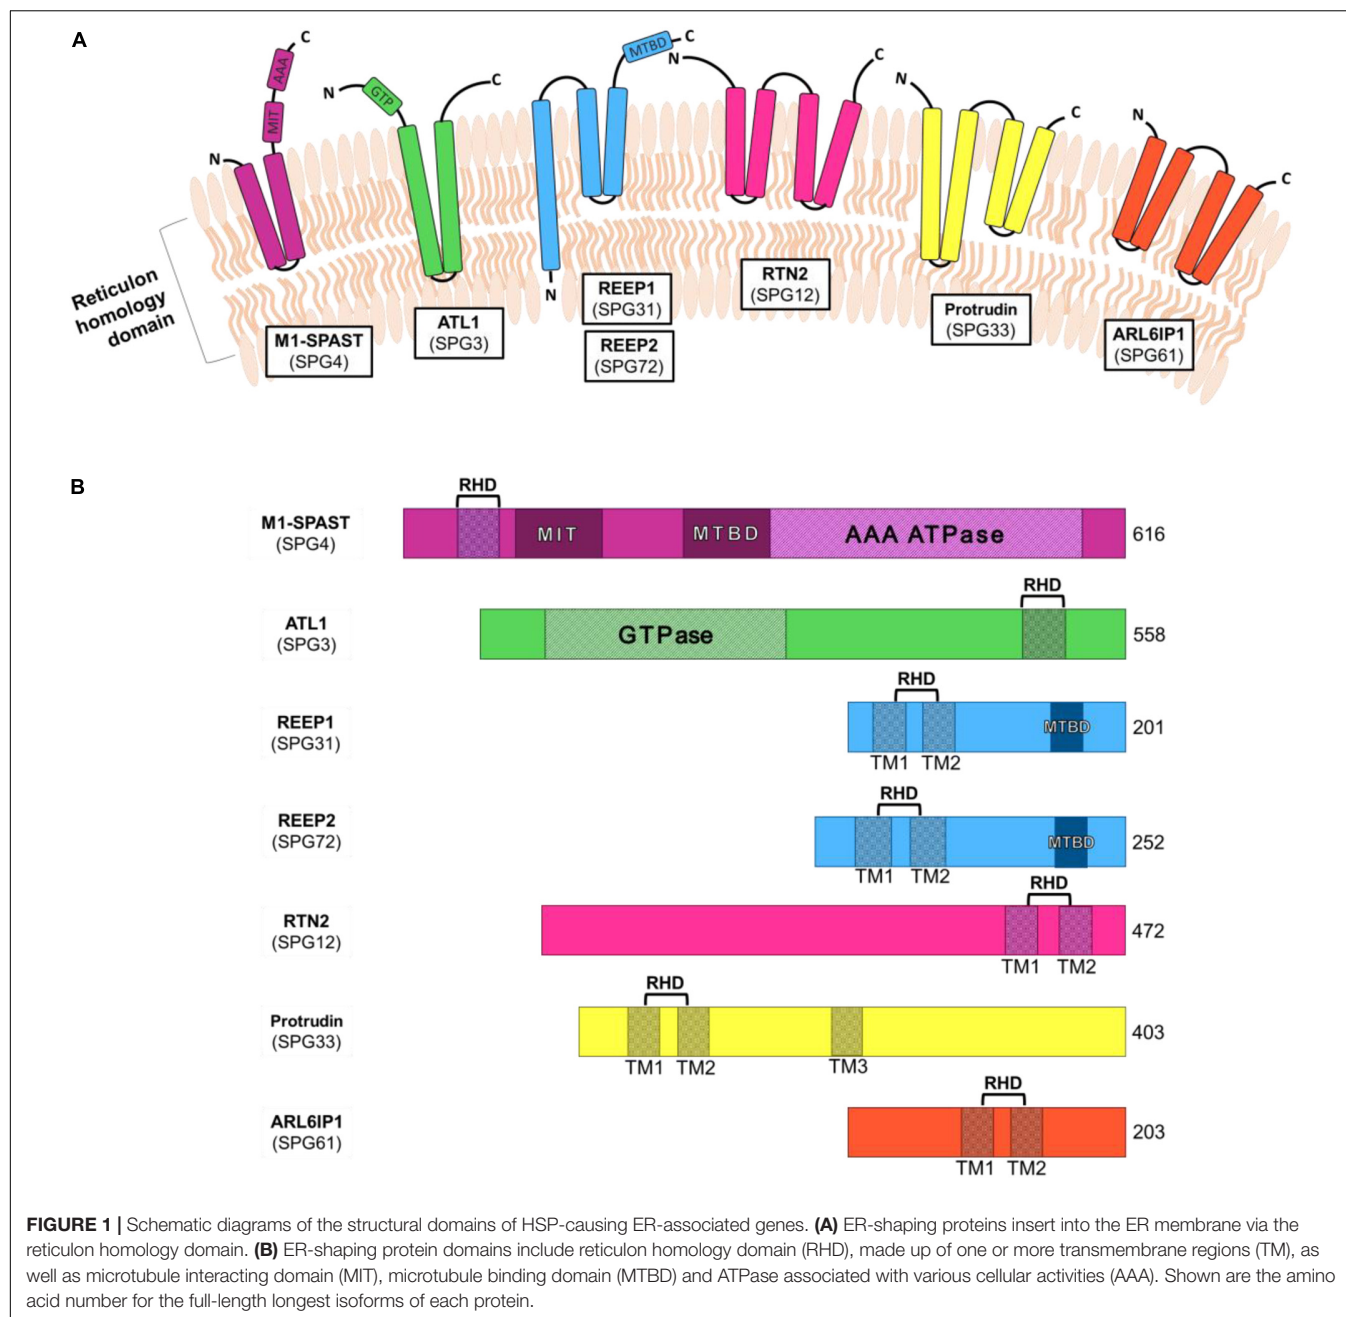 A
C
AAA
MIT
N
N
GTP
C
MTBD
C
N
N
C
N
C
N
C
Reticulon
homology
domain
M1-SPAST
(SPG4)
ATL1
(SPG3)
REEP1
(SPG31)
REEP2
(SPG72)
RTN2
(SPG12)
Protrudin
(SPG33)
ARL6IP1
(SPG61)
B
RHD
M1-SPAST
(SPG4)
MIT
MTBD
AAA ATPase
616
RHD
ATL1
(SPG3)
GTPase
558
RHD
REEP1
(SPG31)
MTBD
201
TM1 TM2
RHD
REEP2
(SPG72)
MTBD
252
TM1 TM2
RHD
RTN2
(SPG12)
472
TM1 TM2
RHD
Protrudin
(SPG33)
403
TM1 TM2 TM3
RHD
ARL6IP1
(SPG61)
203
TM1 TM2
FIGURE 1 | Schematic diagrams of the structural domains of HSP-causing ER-associated genes. (A) ER-shaping proteins insert into the ER membrane via the
reticulon homology domain. (B) ER-shaping protein domains include reticulon homology domain (RHD), made up of one or more transmembrane regions (TM), as
well as microtubule interacting domain (MIT), microtubule binding domain (MTBD) and ATPase associated with various cellular activities (AAA). Shown are the amino
acid number for the full-length longest isoforms of each protein.